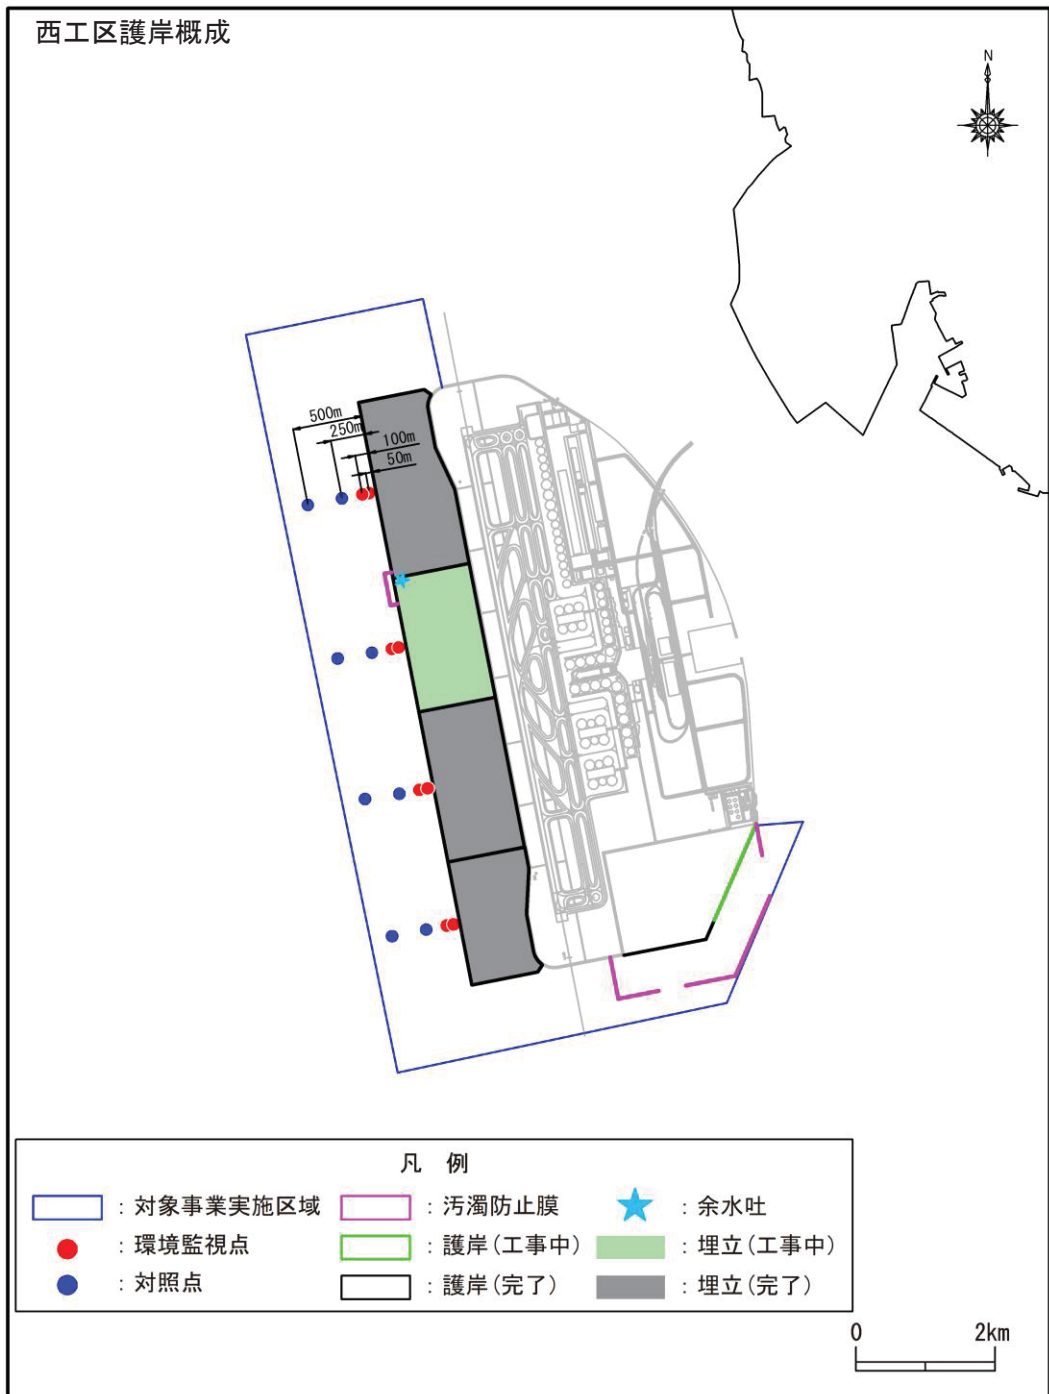 西工区護岸概成
N
500m
250m
100m
50m
凡 例
: 対象事業実施区域
: 汚濁防止膜
: 余水吐
: 環境監視点
: 護岸(工事中)
: 埋立(工事中)
: 対照点
: 護岸(完了)
: 埋立(完了)
0 2km